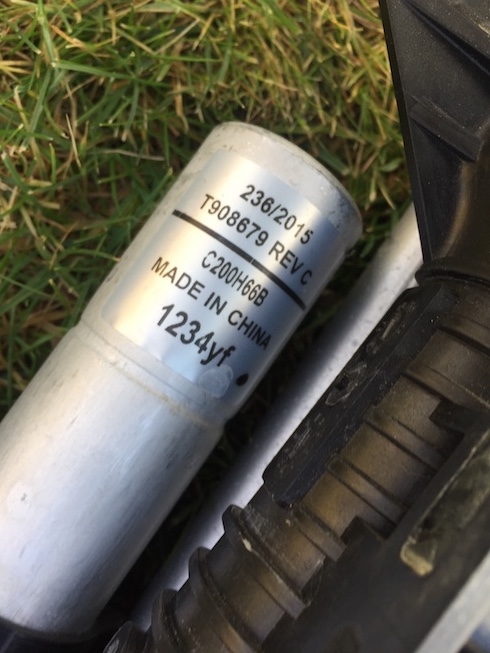 236/2015
T908679 REV C
C200H66B
MADE IN CHINA
1234yf